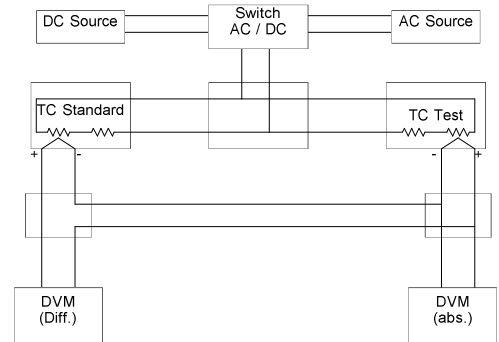 DC Source
Switch
AC / DC
AC Source
TC Standard
TC Test
+
-
-
+
DVM
(Diff.)
DVM
(abs.)